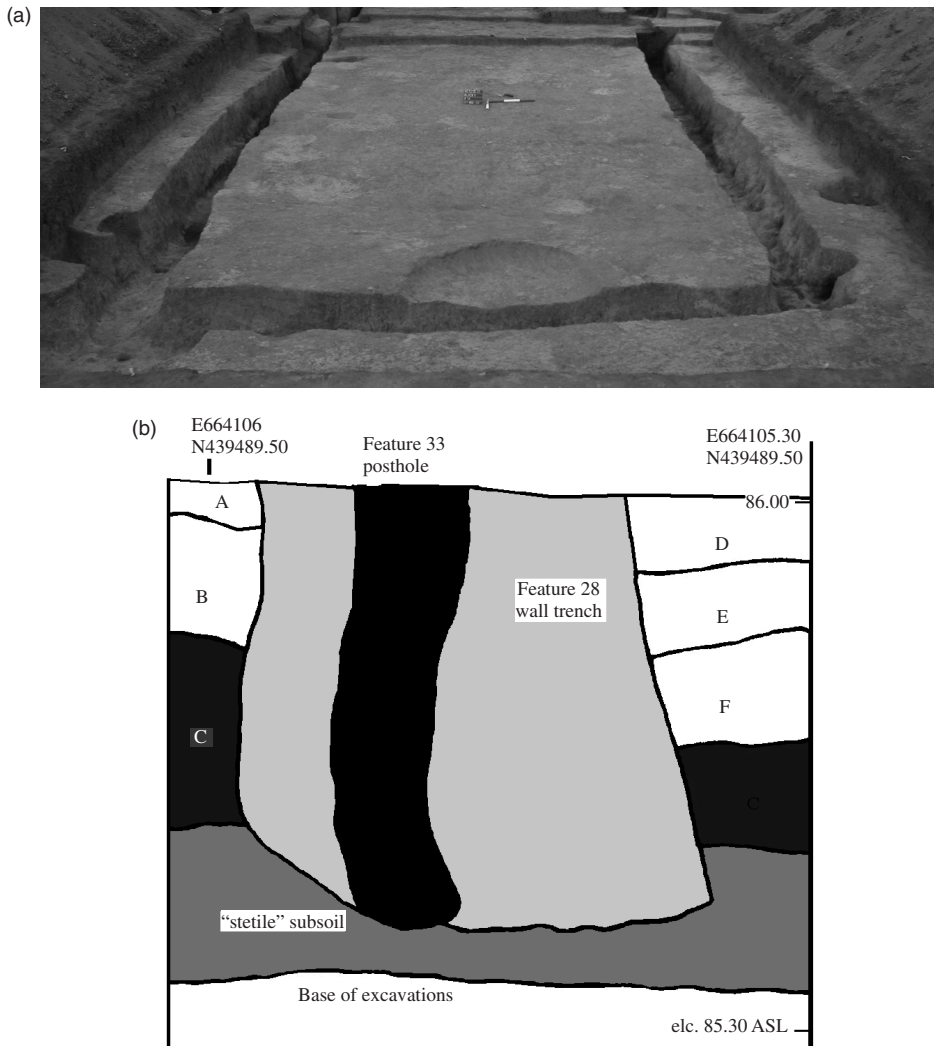 (a)
(b)
E664106
N439489.50
Feature 33
posthole
E664105.30
N439489.50
86.00
A
D
B
Feature 28
wall trench
E
F
C
C
“stetile” subsoil
Base of excavations
elc. 85.30 ASL